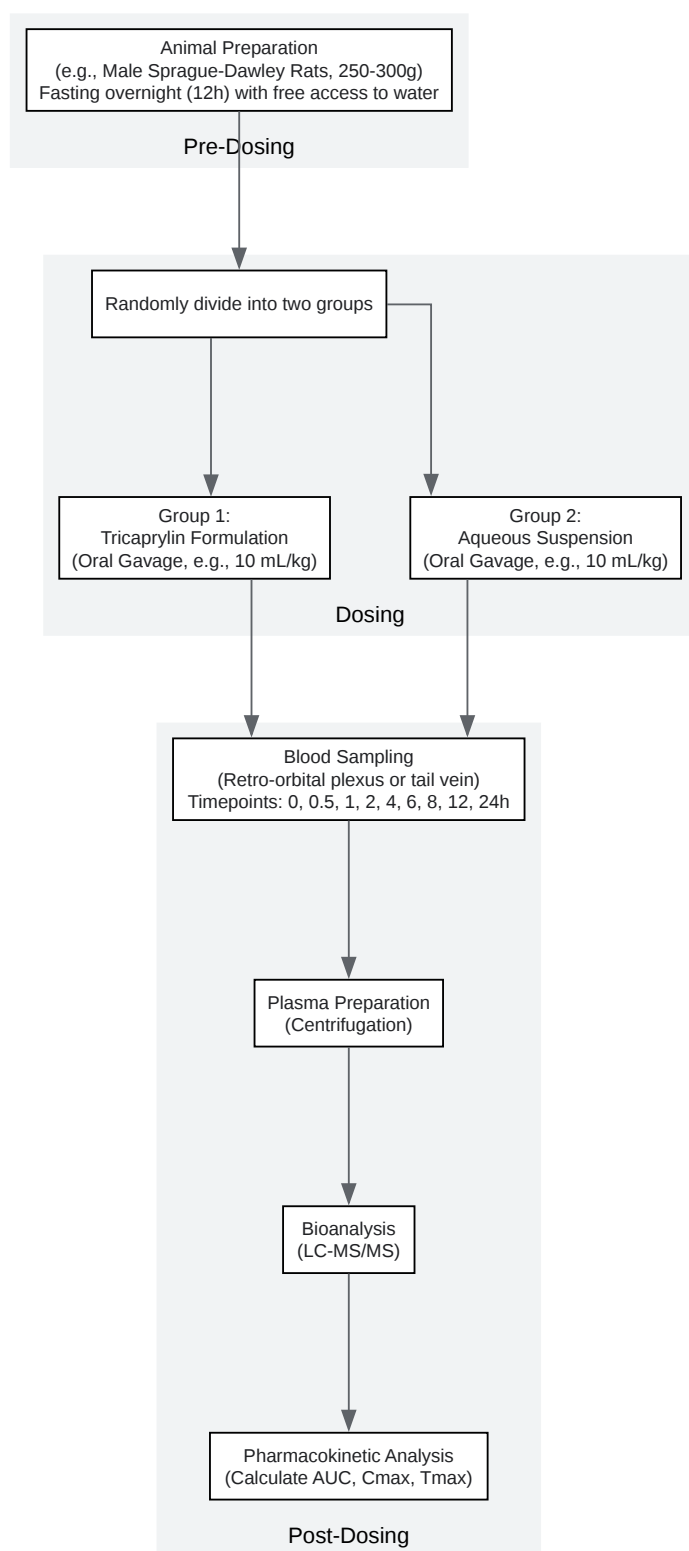 Animal Preparation
(e.g., Male Sprague-Dawley Rats, 250-300g)
Fasting overnight (12h) with free access to water
Pre-Dosing
Randomly divide into two groups
Group 1:
Tricaprylin Formulation
(Oral Gavage, e.g., 10 mL/kg)
Group 2:
Aqueous Suspension
(Oral Gavage, e.g., 10 mL/kg)
Dosing
Blood Sampling
(Retro-orbital plexus or tail vein)
Timepoints: 0, 0.5, 1, 2, 4, 6, 8, 12, 24h
Plasma Preparation
(Centrifugation)
Bioanalysis
(LC-MS/MS)
Pharmacokinetic Analysis
(Calculate AUC, Cmax, Tmax)
Post-Dosing